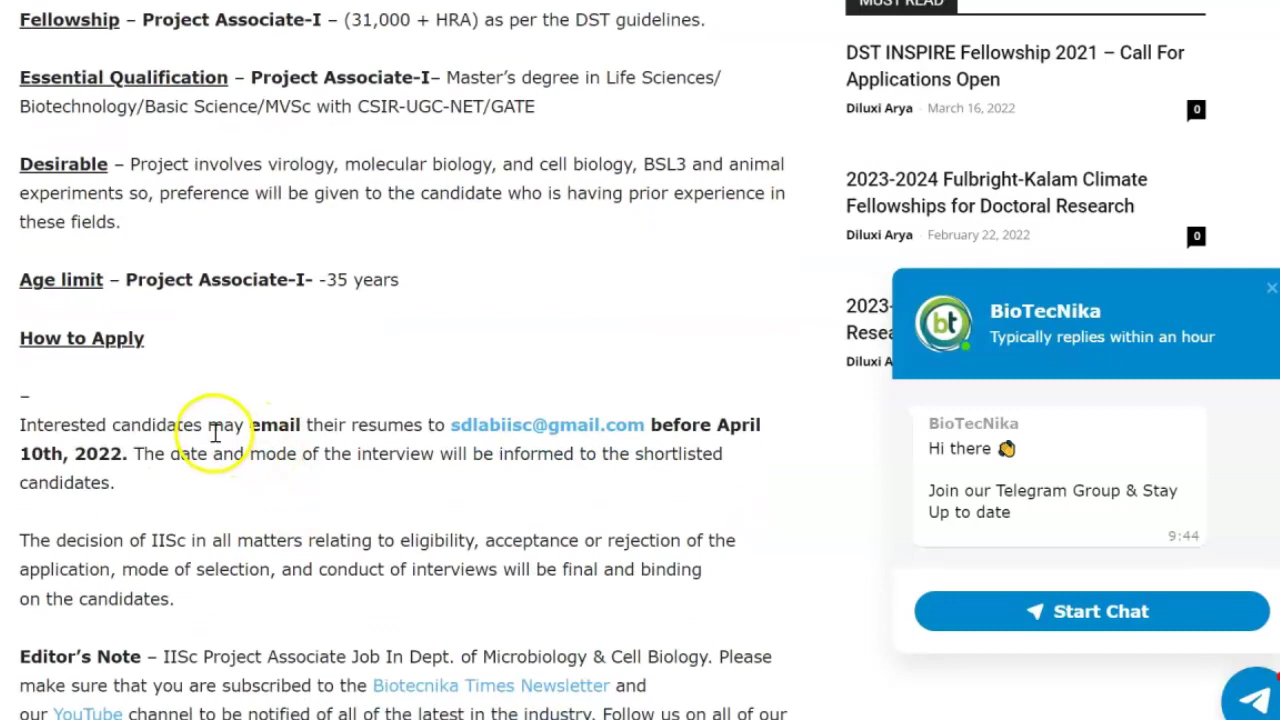 Fellowship – Project Associate-I – (31,000 + HRA) as per the DST guidelines.
Essential Qualification – Project Associate-I– Master’s degree in Life Sciences/
Biotechnology/Basic Science/MVSc with CSIR-UGC-NET/GATE
Desirable – Project involves virology, molecular biology, and cell biology, BSL3 and animal
experiments so, preference will be given to the candidate who is having prior experience in
these fields.
Age limit – Project Associate-I- -35 years
How to Apply
–
Interested candidates may email their resumes to sdlabiisc@gmail.com before April
10th, 2022. The date and mode of the interview will be informed to the shortlisted
candidates.
The decision of IISc in all matters relating to eligibility, acceptance or rejection of the
application, mode of selection, and conduct of interviews will be final and binding
on the candidates.
Editor’s Note – IISc Project Associate Job In Dept. of Microbiology & Cell Biology. Please
make sure that you are subscribed to the Biotecnika Times Newsletter and
our YouTube channel to be notified of all of the latest in the industry. Follow us on all of our
MUST READ
DST INSPIRE Fellowship 2021 – Call For
Applications Open
Diluxi Arya - March 16, 2022
0
2023-2024 Fulbright-Kalam Climate
Fellowships for Doctoral Research
Diluxi Arya - February 22, 2022
0
2023-
Resea
Diluxi A
bt
BioTecNika
Typically replies within an hour
BioTecNika
Hi there
Join our Telegram Group & Stay
Up to date
9:44
Start Chat